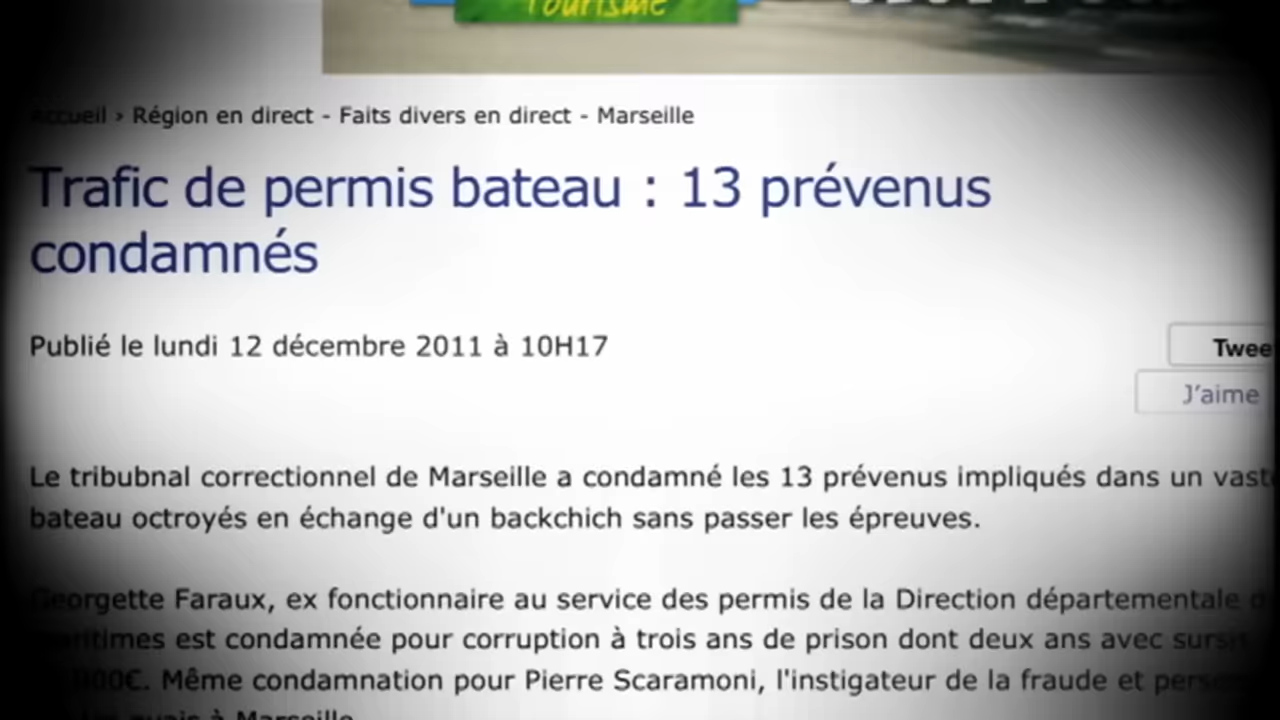 Tourisme
Accueil › Région en direct - Faits divers en direct - Marseille
Trafic de permis bateau : 13 prévenus
condamnés
Publié le lundi 12 décembre 2011 à 10H17
Twee
J'aime
Le tribubnal correctionnel de Marseille a condamné les 13 prévenus impliqués dans un vast
bateau octroyés en échange d'un backchich sans passer les épreuves.
Georgette Faraux, ex fonctionnaire au service des permis de la Direction départementale
maritimes est condamnée pour corruption à trois ans de prison dont deux ans avec sursis
Même condamnation pour Pierre Scaramoni, l'instigateur de la fraude et
quais à Marseille